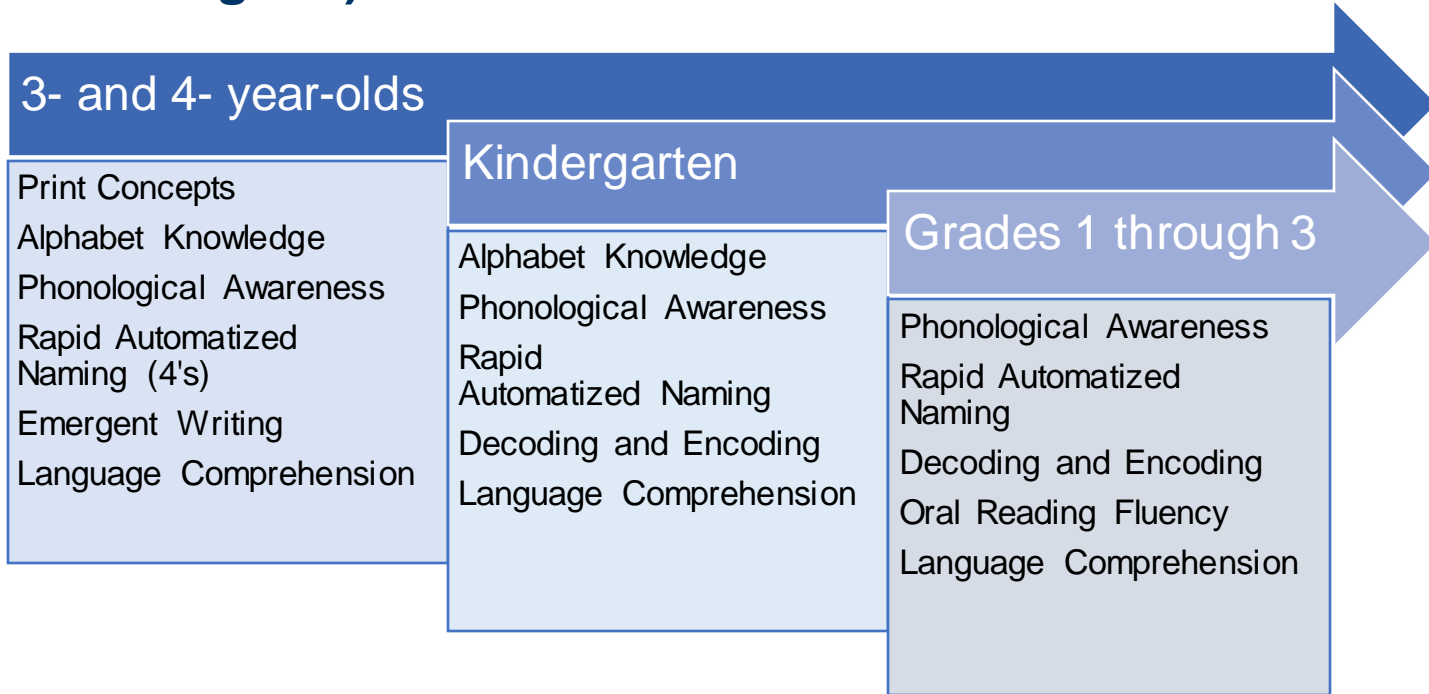 3- and 4- year-olds
Print Concepts
Alphabet Knowledge
Phonological Awareness
Rapid Automatized
Naming (4's)
Emergent Writing
Language Comprehension
Kindergarten
Alphabet Knowledge
Phonological Awareness
Rapid
Automatized Naming
Decoding and Encoding
Language Comprehension
Grades 1 through 3
Phonological Awareness
Rapid Automatized
Naming
Decoding and Encoding
Oral Reading Fluency
Language Comprehension